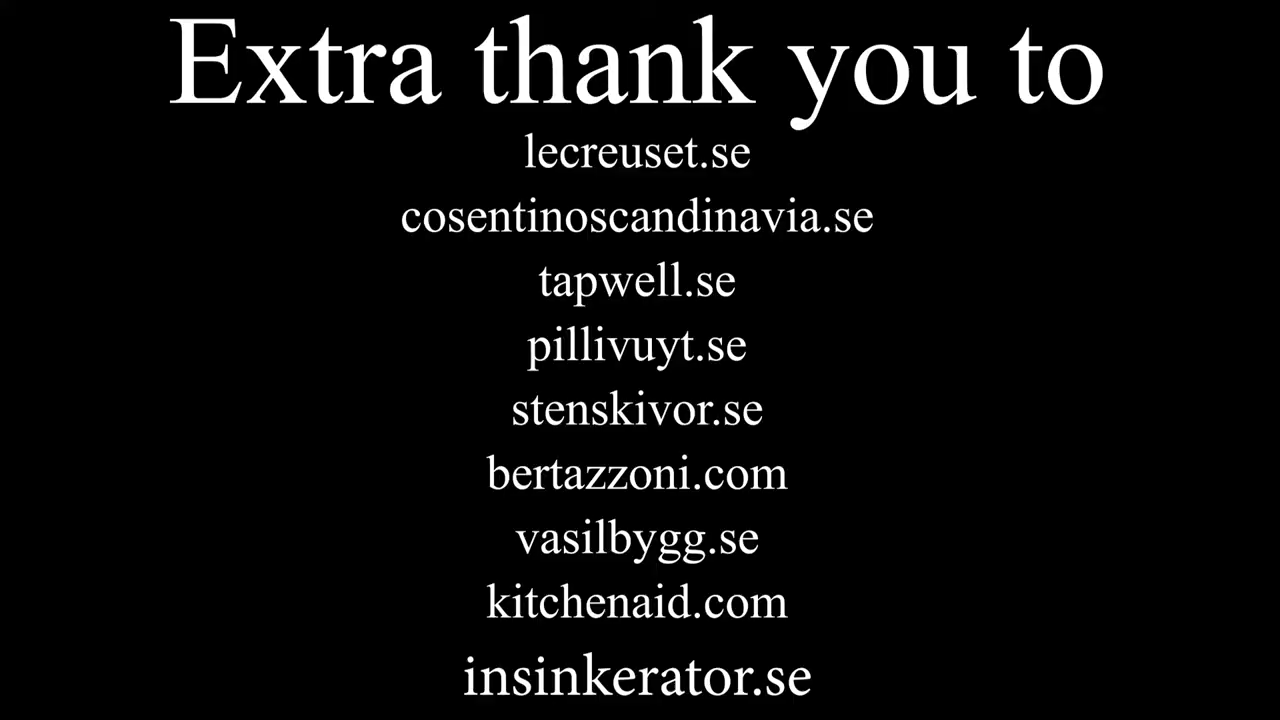 Extra thank you to
lecreuset.se
cosentinoscandinavia.se
tapwell.se
pillivuyt.se
stenskivor.se
bertazzoni.com
vasilbygg.se
kitchenaid.com
insinkerator.se